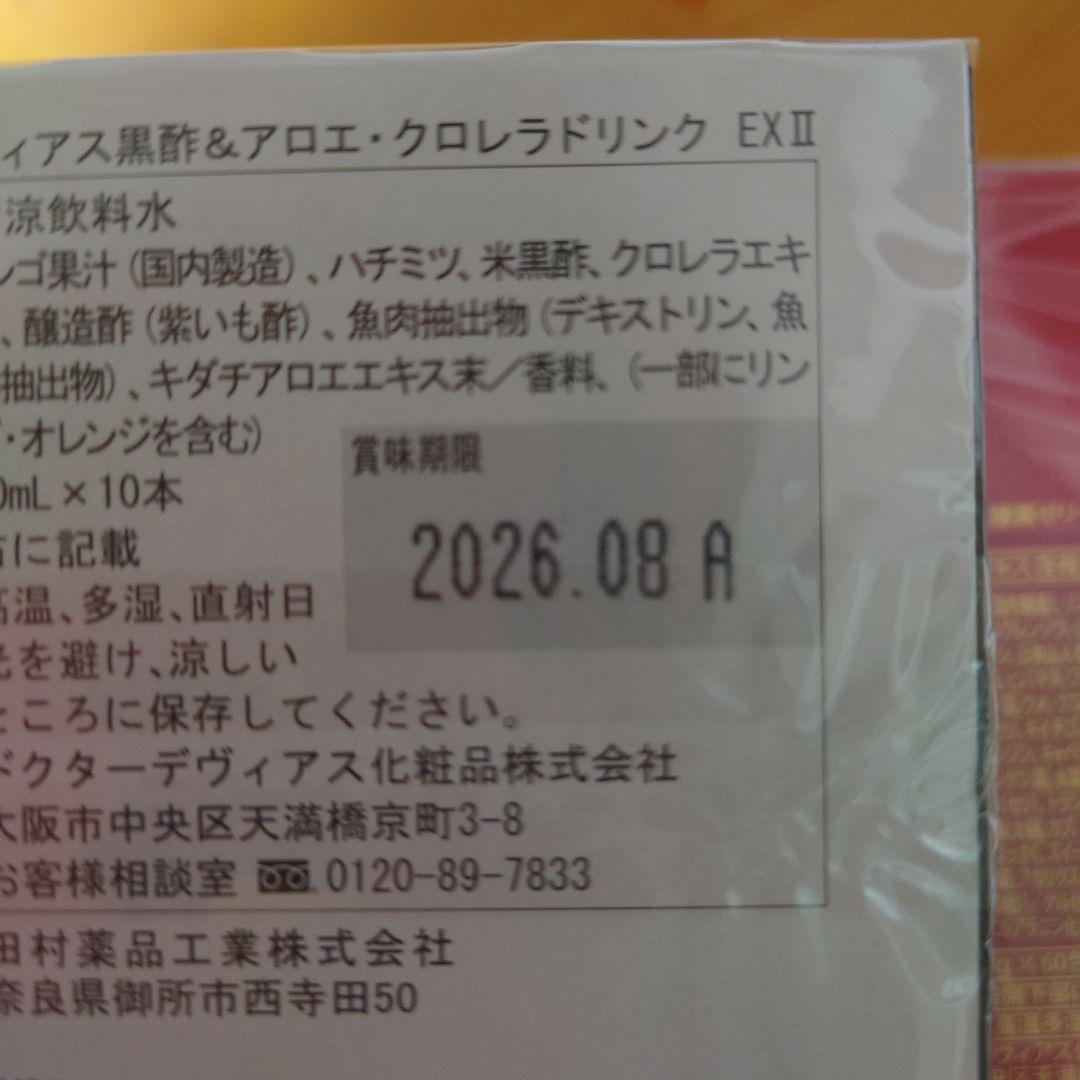 ィアス黒酢&アロエ・クロレラドリンク EXⅡ
涼飲料水
ンゴ果汁(国内製造)、ハチミツ、米黒酢、クロレラエキ
、醸造酢(紫いも酢)、魚肉抽出物(デキストリン、魚
抽出物)、キダチアロエエキス末/香料、(一部にリン
・オレンジを含む)
0mL×10本
右に記載
高温、多湿、直射日
光を避け、涼しい
ところに保存してください。
賞味期限
2026.08 A
ドクターデヴィアス化粧品株式会社
大阪市中央区天満橋京町3-8
お客様相談室 0120-89-7833
田村薬品工業株式会社
奈良県御所市西寺田50